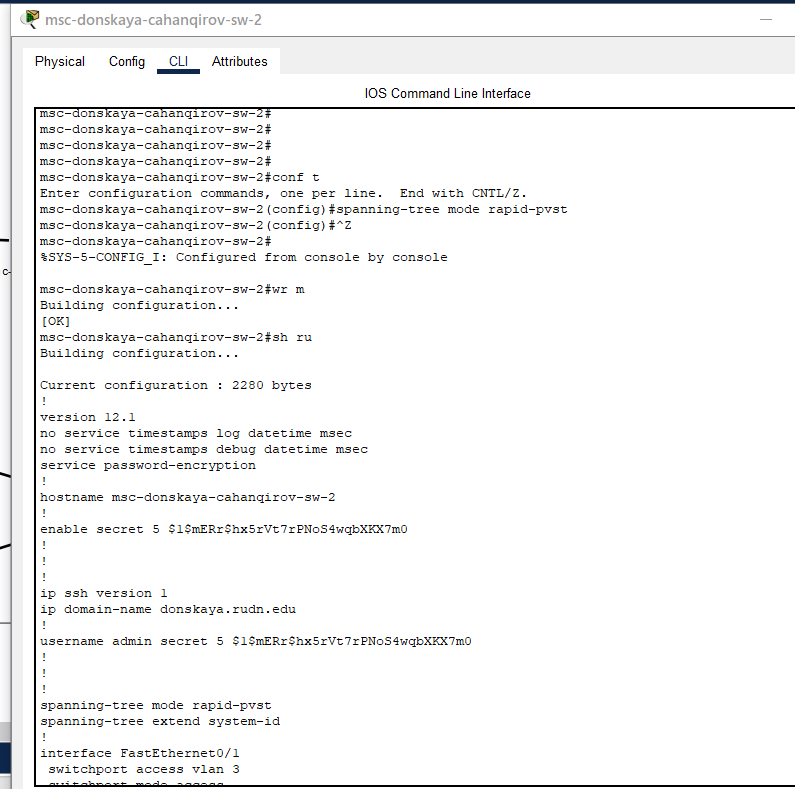 msc-donskaya-cahanqirov-sw-2
Physical Config CLI Attributes
IOS Command Line Interface
msc-donskaya-cahanqirov-sw-2#
msc-donskaya-cahanqirov-sw-2#
msc-donskaya-cahanqirov-sw-2#
msc-donskaya-cahanqirov-sw-2#
msc-donskaya-cahanqirov-sw-2#conf t
Enter configuration commands, one per line.  End with CNTL/Z.
msc-donskaya-cahanqirov-sw-2(config)#spanning-tree mode rapid-pvst
msc-donskaya-cahanqirov-sw-2(config)#^Z
msc-donskaya-cahanqirov-sw-2#
%SYS-5-CONFIG_I: Configured from console by console
msc-donskaya-cahanqirov-sw-2#wr m
Building configuration...
[OK]
msc-donskaya-cahanqirov-sw-2#sh ru
Building configuration...
Current configuration : 2280 bytes
!
version 12.1
no service timestamps log datetime msec
no service timestamps debug datetime msec
service password-encryption
!
hostname msc-donskaya-cahanqirov-sw-2
!
enable secret 5 $1$mERr$hx5rVt7rPNoS4wqbXKX7m0
!
!
!
ip ssh version 1
ip domain-name donskaya.rudn.edu
!
username admin secret 5 $1$mERr$hx5rVt7rPNoS4wqbXKX7m0
!
!
!
spanning-tree mode rapid-pvst
spanning-tree extend system-id
!
interface FastEthernet0/1
switchport access vlan 3
switchport mode access
c-